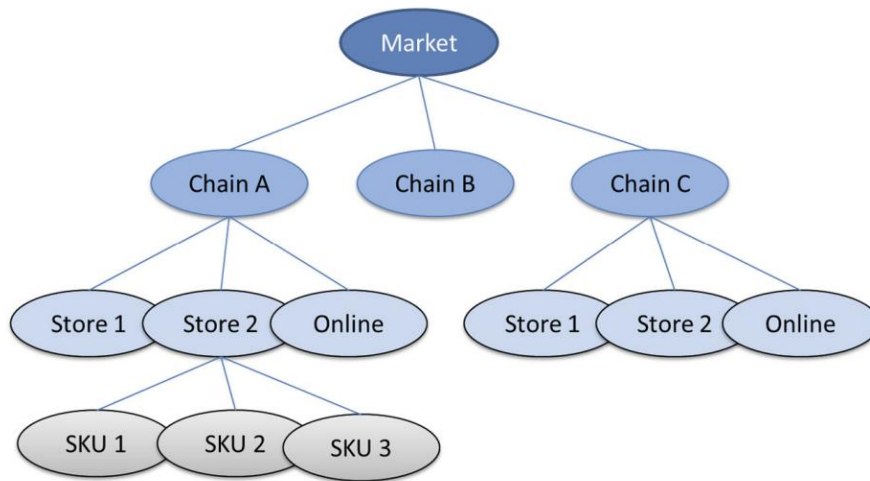 Market
Chain A
Chain B
Chain C
Store 1
Store 2
Online
Store 1
Store 2
Online
SKU 1
SKU 2
SKU 3